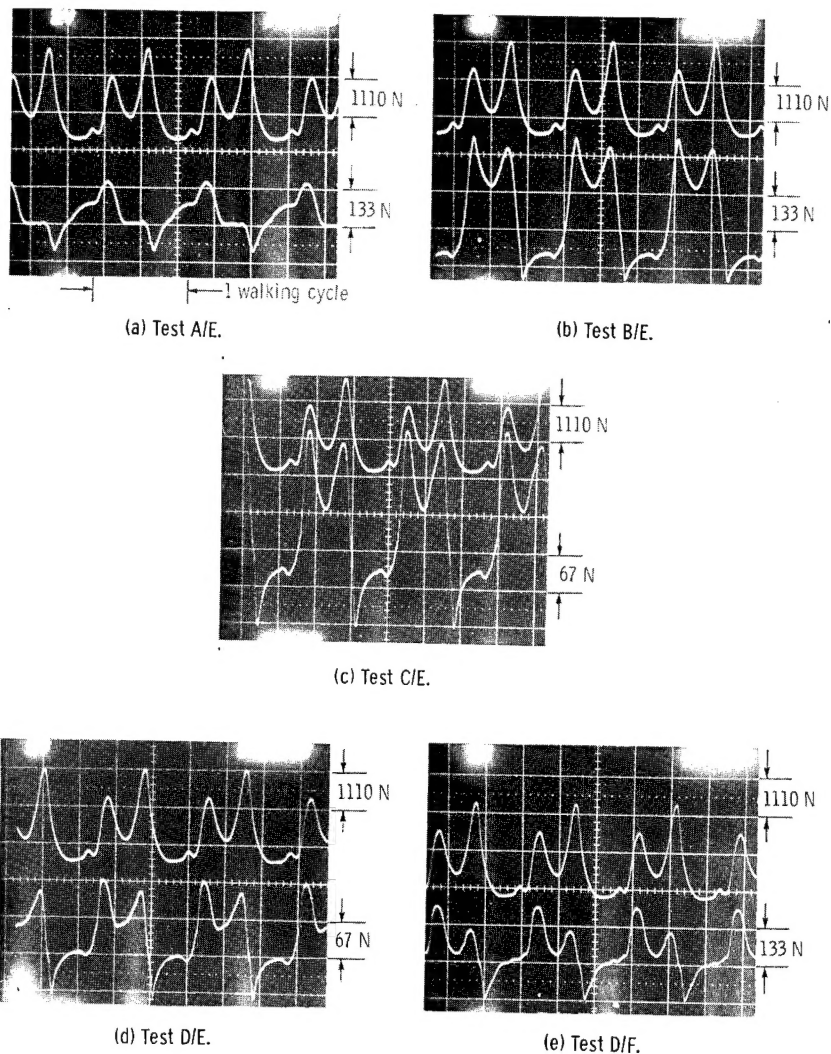 1110 N
133 N
1 walking cycle
(a) Test A/E.
1110 N
133 N
(b) Test B/E.
1110 N
67 N
(c) Test C/E.
1110 N
67 N
(d) Test D/E.
1110 N
133 N
(e) Test D/F.